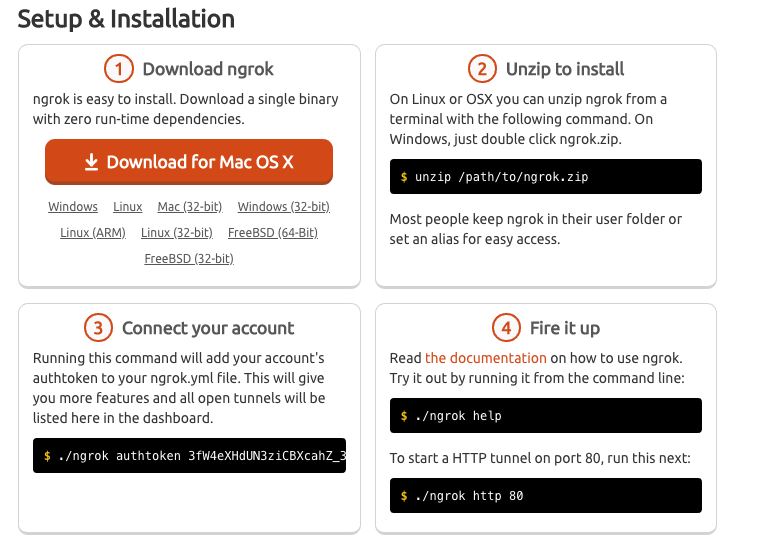 Setup & Installation
1 Download ngrok
ngrok is easy to install. Download a single binary
with zero run-time dependencies.
Download for Mac OS X
Windows Linux Mac (32-bit) Windows (32-bit)
Linux (ARM) Linux (32-bit) FreeBSD (64-Bit)
FreeBSD (32-bit)
2 Unzip to install
On Linux or OSX you can unzip ngrok from a
terminal with the following command. On
Windows, just double click ngrok.zip.
$ unzip /path/to/ngrok.zip
Most people keep ngrok in their user folder or
set an alias for easy access.
3 Connect your account
Running this command will add your account's
authtoken to your ngrok.yml file. This will give
you more features and all open tunnels will be
listed here in the dashboard.
$ ./ngrok authtoken 3fW4eXHdUN3ziCBXcahZ_3
4 Fire it up
Read the documentation on how to use ngrok.
Try it out by running it from the command line:
$ ./ngrok help
To start a HTTP tunnel on port 80, run this next:
$ ./ngrok http 80